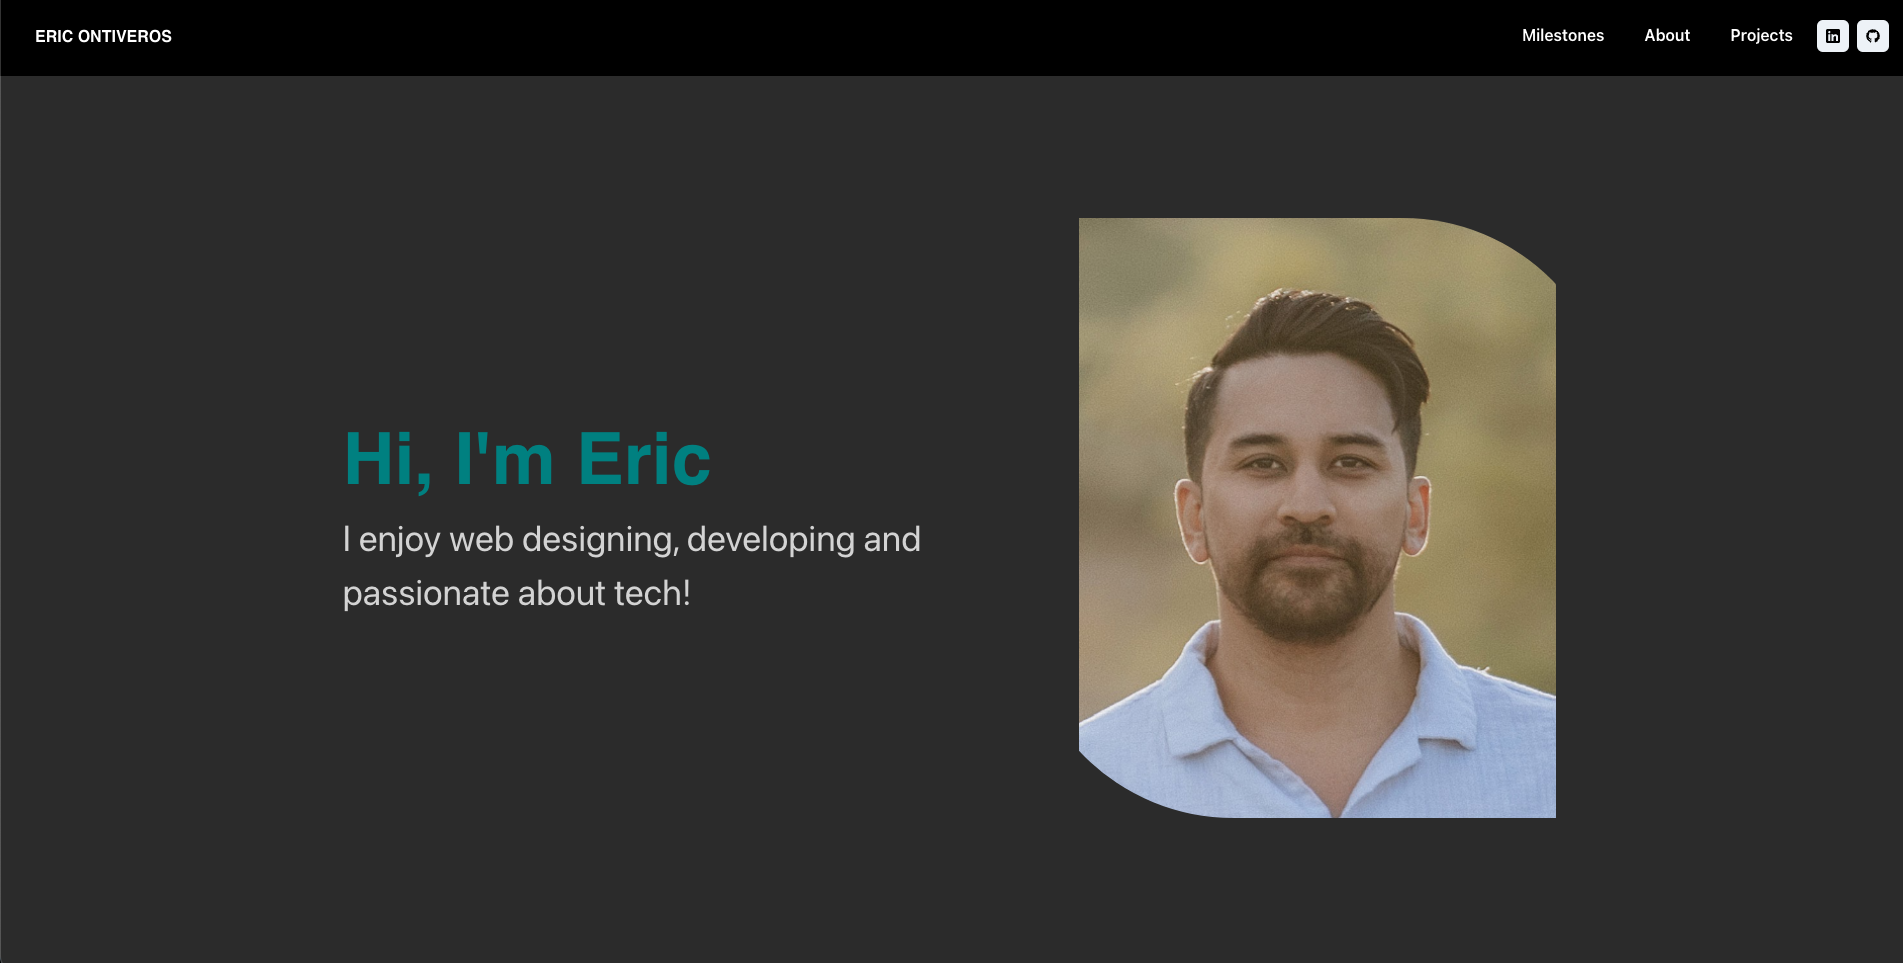 ERIC ONTIVEROS
Milestones About Projects
Hi, I'm Eric
I enjoy web designing, developing and
passionate about tech!